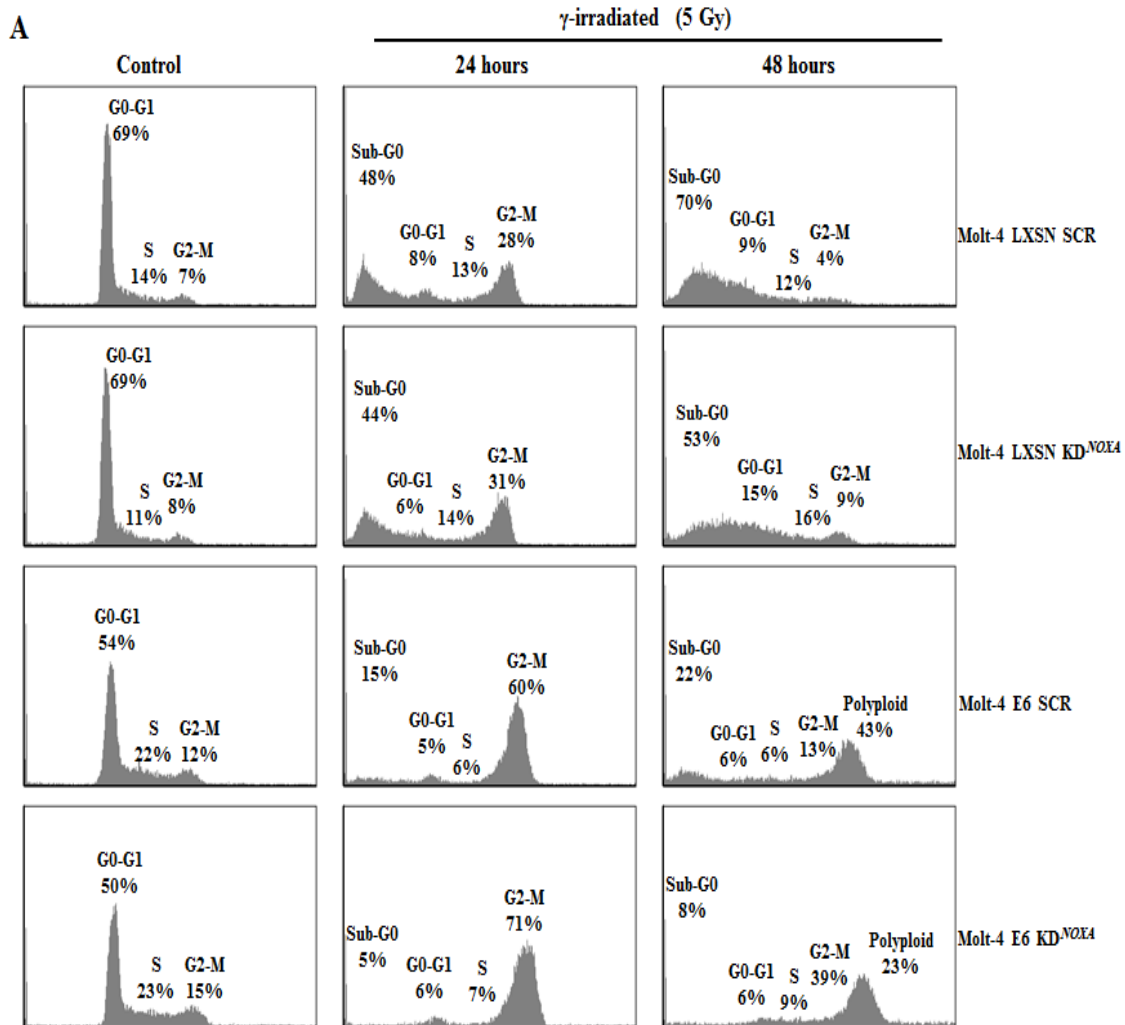 A
γ-irradiated (5 Gy)
Control
24 hours
48 hours
G0-G1
69%
S
14%
G2-M
7%
Sub-G0
48%
G0-G1
8%
S
13%
G2-M
28%
Sub-G0
70%
G0-G1
9%
S
12%
G2-M
4%
Molt-4 LXSN SCR
G0-G1
69%
S
11%
G2-M
8%
Sub-G0
44%
G0-G1
6%
S
14%
G2-M
31%
Sub-G0
53%
G0-G1
15%
S
16%
G2-M
9%
Molt-4 LXSN KD^NOXA
G0-G1
54%
S
22%
G2-M
12%
Sub-G0
15%
G0-G1
5%
S
6%
G2-M
60%
Sub-G0
22%
G0-G1
6%
S
6%
G2-M
13%
Polyploid
43%
Molt-4 E6 SCR
G0-G1
50%
S
23%
G2-M
15%
Sub-G0
5%
G0-G1
6%
S
7%
G2-M
71%
Sub-G0
8%
G0-G1
6%
S
9%
G2-M
39%
Polyploid
23%
Molt-4 E6 KD^NOXA